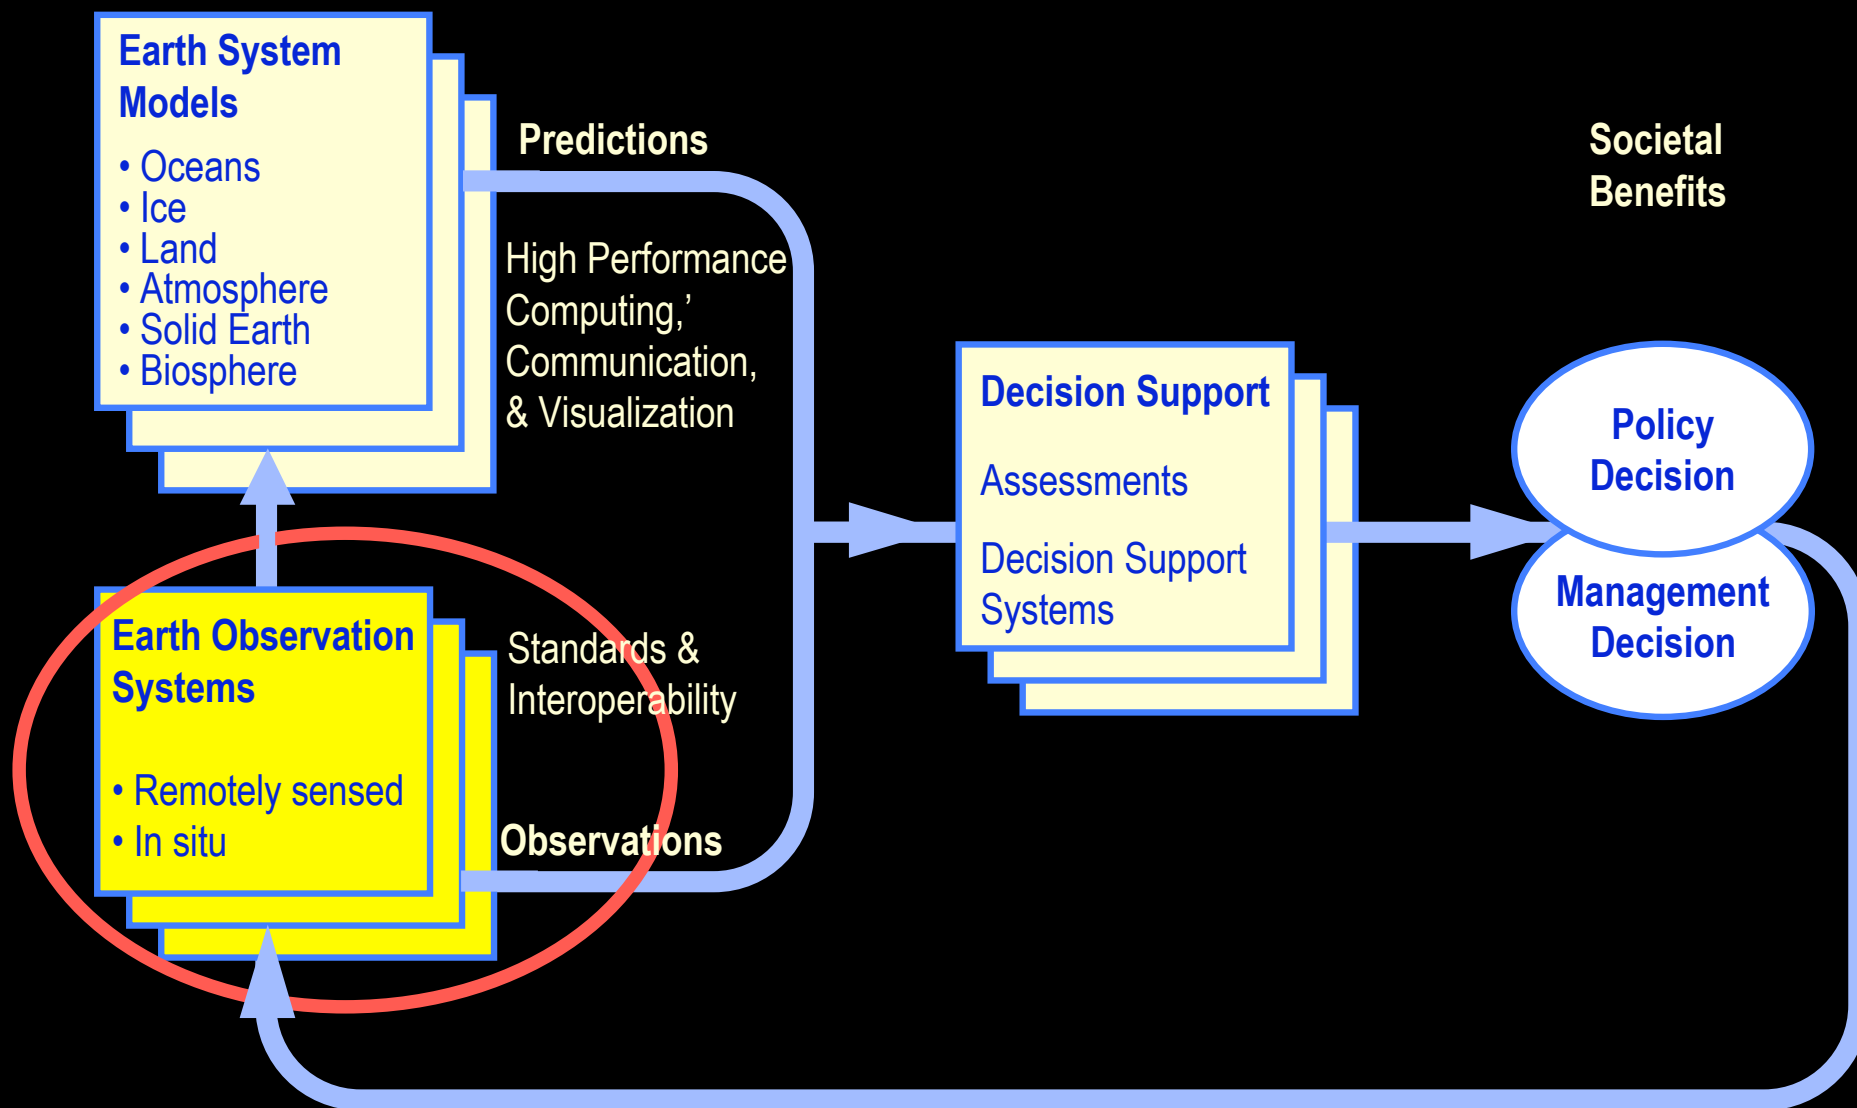 Earth System
Models
• Oceans
• Ice
• Land
• Atmosphere
• Solid Earth
• Biosphere
Predictions
High Performance
Computing,’
Communication,
& Visualization
Societal
Benefits
Decision Support
Assessments
Decision Support
Systems
Policy
Decision
Management
Decision
Earth Observation
Systems
• Remotely sensed
• In situ
Standards &
Interoperability
Observations